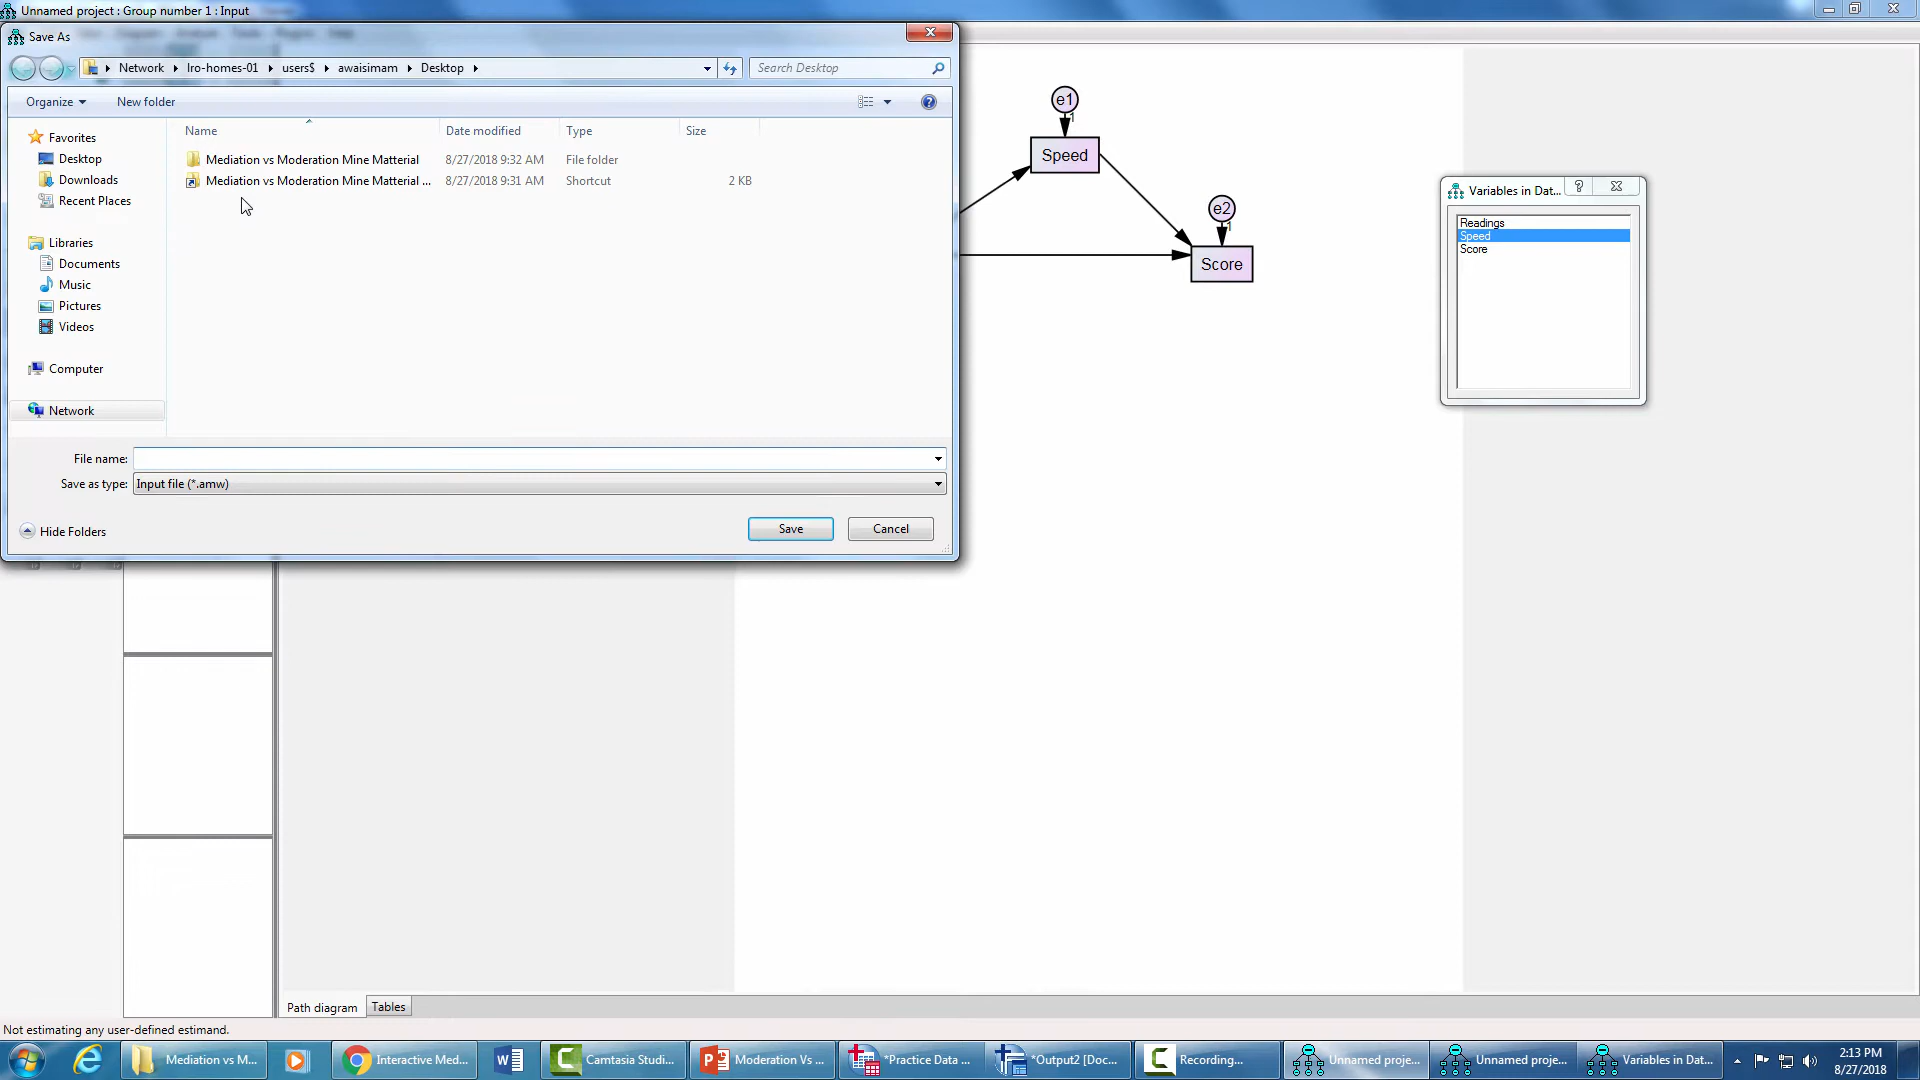 Unnamed project : Group number 1 : Input
Save As
Network
lro-homes-01
users$
awaisimam
Desktop
Search Desktop
Organize
New folder
?
Name
Date modified
Type
Size
Favorites
Desktop
Downloads
Recent Places
Libraries
Documents
Music
Pictures
Videos
Computer
Network
Mediation vs Moderation Mine Matterial
8/27/2018 9:32 AM
File folder
Mediation vs Moderation Mine Matterial ...
8/27/2018 9:31 AM
Shortcut
2 KB
File name:
Save as type:
Input file (*.amw)
Hide Folders
Save
Cancel
e1
1
Speed
e2
1
Score
Variables in Dat...
?
Readings
Speed
Score
Path diagram
Tables
Not estimating any user-defined estimand.
Mediation vs M...
Interactive Med...
Camtasia Studi...
Moderation Vs ...
*Practice Data ...
*Output2 [Doc...
Recording...
Unnamed proje...
Unnamed proje...
Variables in Dat...
2:13 PM
8/27/2018